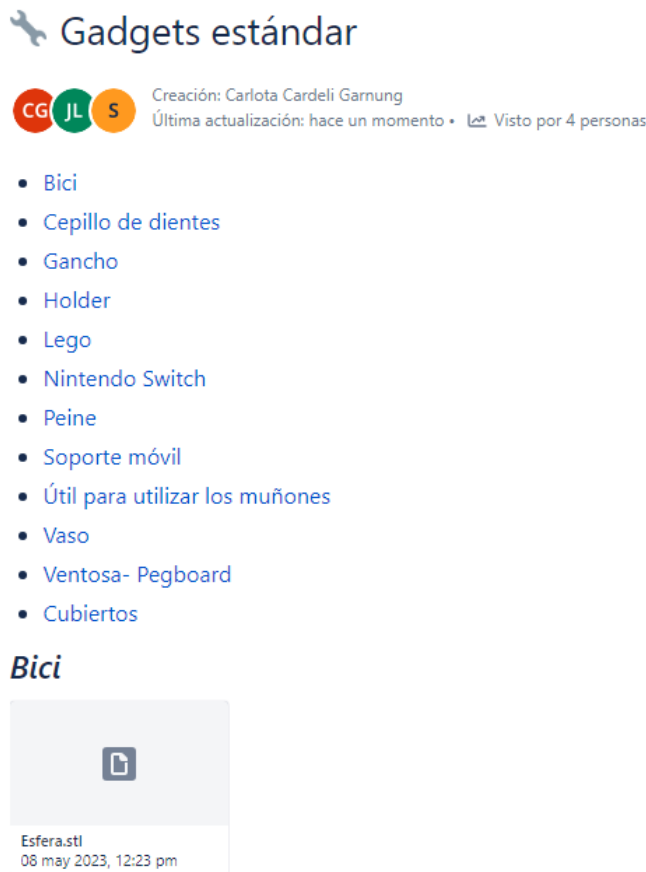 Gadgets estándar
CG JL S
Creación: Carlota Cardeli Garnung
Última actualización: hace un momento • Visto por 4 personas
• Bici
• Cepillo de dientes
• Gancho
• Holder
• Lego
• Nintendo Switch
• Peine
• Soporte móvil
• Útil para utilizar los muñones
• Vaso
• Ventosa- Pegboard
• Cubiertos
Bici
Esfera.stl
08 may 2023, 12:23 pm